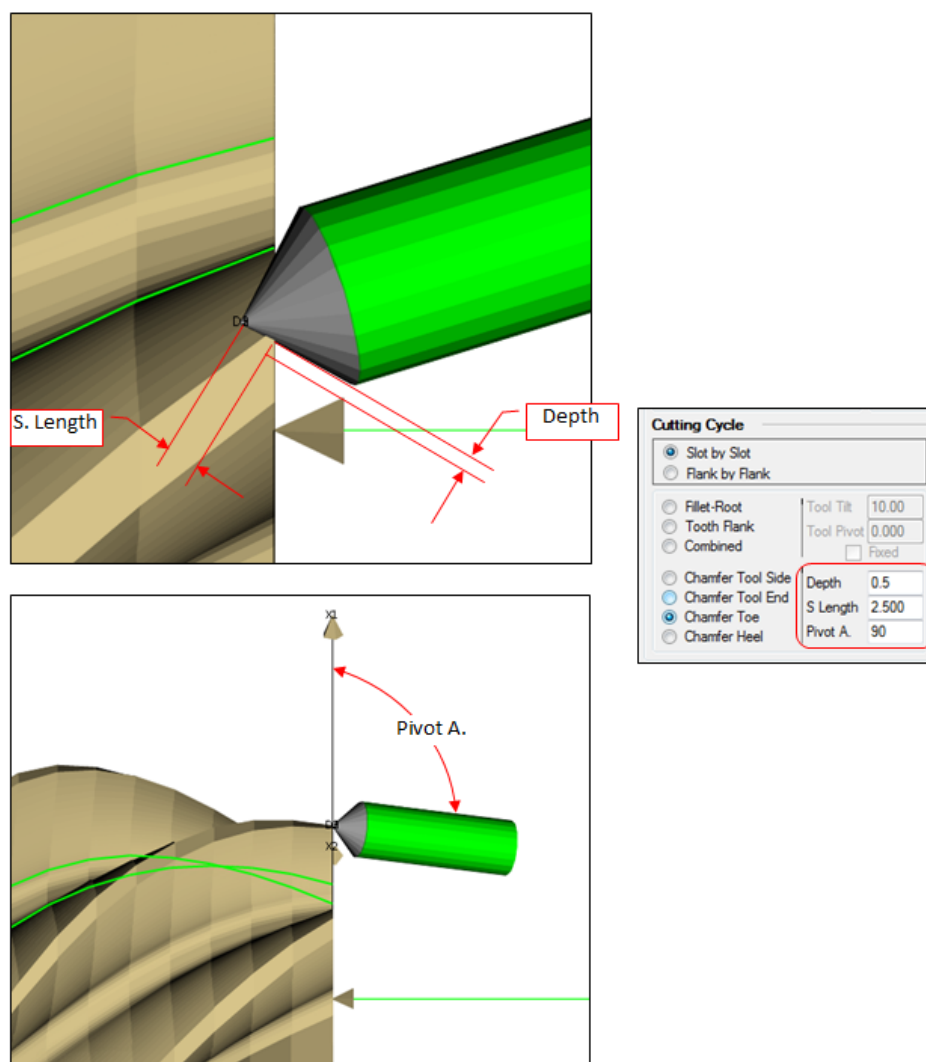 D3
S. Length
Depth
Cutting Cycle
Slot by Slot
Flank by Flank
Fillet-Root
Tooth Flank
Combined
Tool Tilt 10.00
Tool Pivot 0.000
Fixed
Chamfer Tool Side
Chamfer Tool End
Chamfer Toe
Chamfer Heel
Depth 0.5
S Length 2.500
Pivot A. 90
X1
Pivot A.
X2